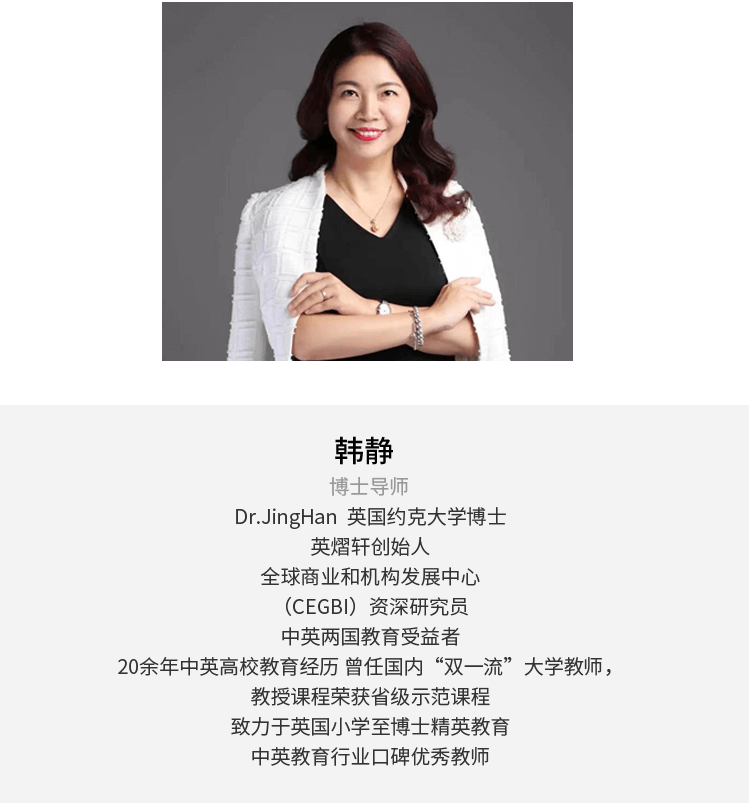 韩静
博士导师
Dr.JingHan 英国约克大学博士
英熠轩创始人
全球商业和机构发展中心
（CEGBI）资深研究员
中英两国教育受益者
20余年中英高校教育经历 曾任国内“双一流”大学教师，
教授课程荣获省级示范课程
致力于英国小学至博士精英教育
中英教育行业口碑优秀教师